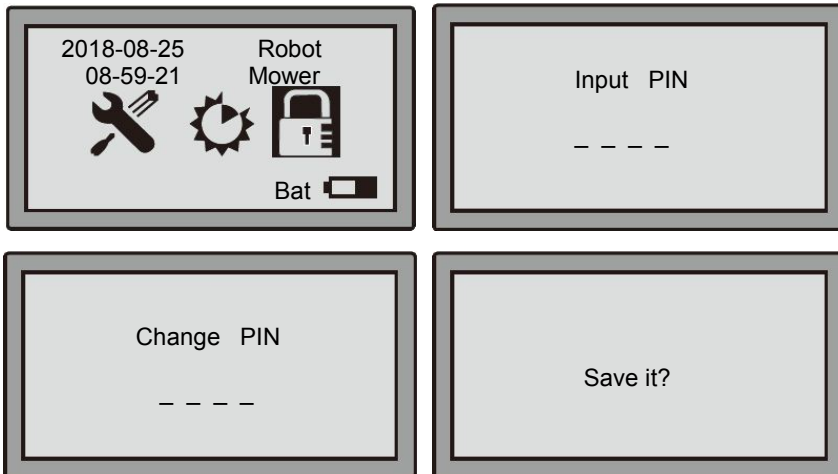 2018-08-25 Robot
08-59-21 Mower
Bat
Input PIN
_ _ _ _
Change PIN
_ _ _ _
Save it?